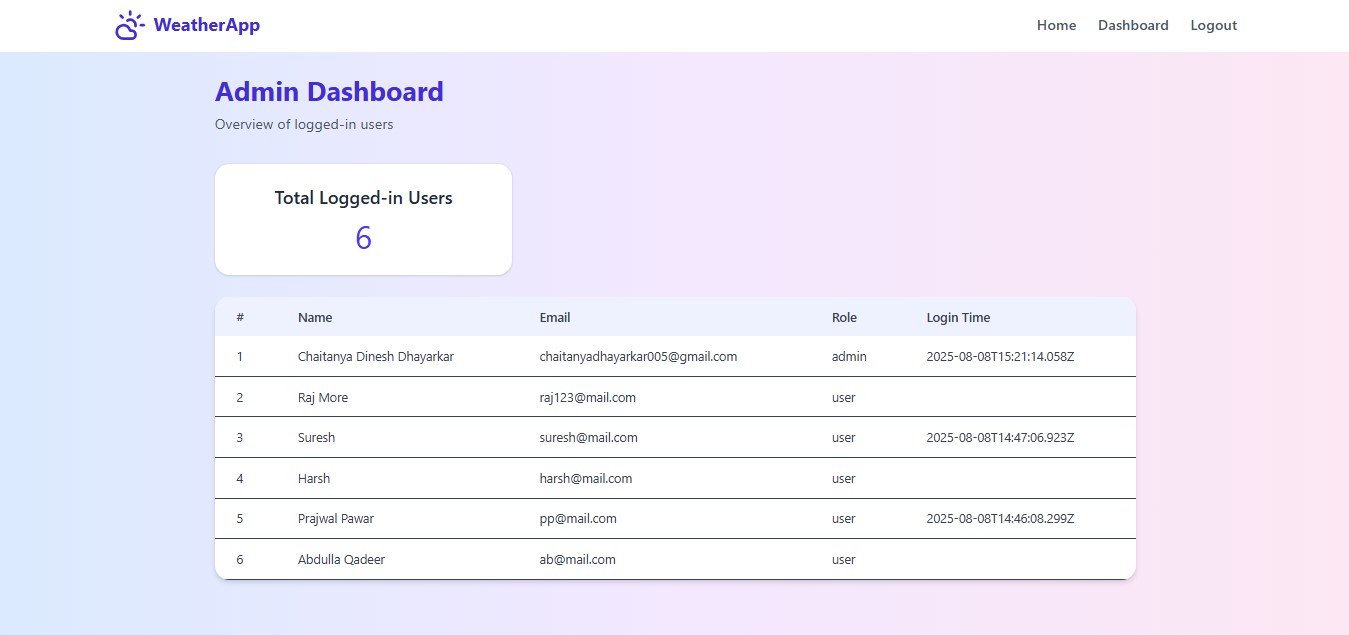 WeatherApp Home Dashboard Logout
Admin Dashboard
Overview of logged-in users
Total Logged-in Users
6
# Name Email Role Login Time
1 Chaitanya Dinesh Dhayarkar chaitanyadhayarkar005@gmail.com admin 2025-08-08T15:21:14.058Z
2 Raj More raj123@mail.com user
3 Suresh suresh@mail.com user 2025-08-08T14:47:06.923Z
4 Harsh harsh@mail.com user
5 Prajwal Pawar pp@mail.com user 2025-08-08T14:46:08.299Z
6 Abdulla Qadeer ab@mail.com user